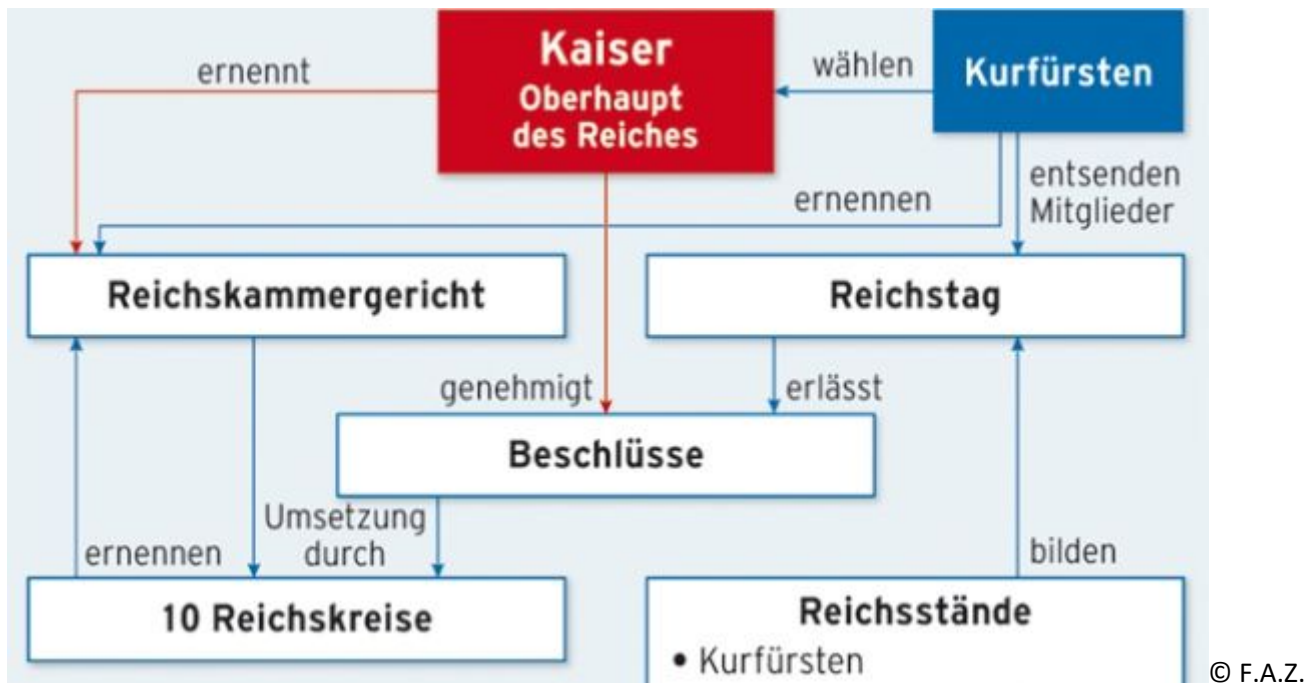 Kaiser
Oberhaupt
des Reiches
Kurfürsten
ernennt
wählen
ernennen
entsenden
Mitglieder
Reichskammergericht
Reichstag
genehmigt
erlässt
Beschlüsse
ernennen
Umsetzung
durch
bilden
10 Reichskreise
Reichsstände
• Kurfürsten
© F.A.Z.